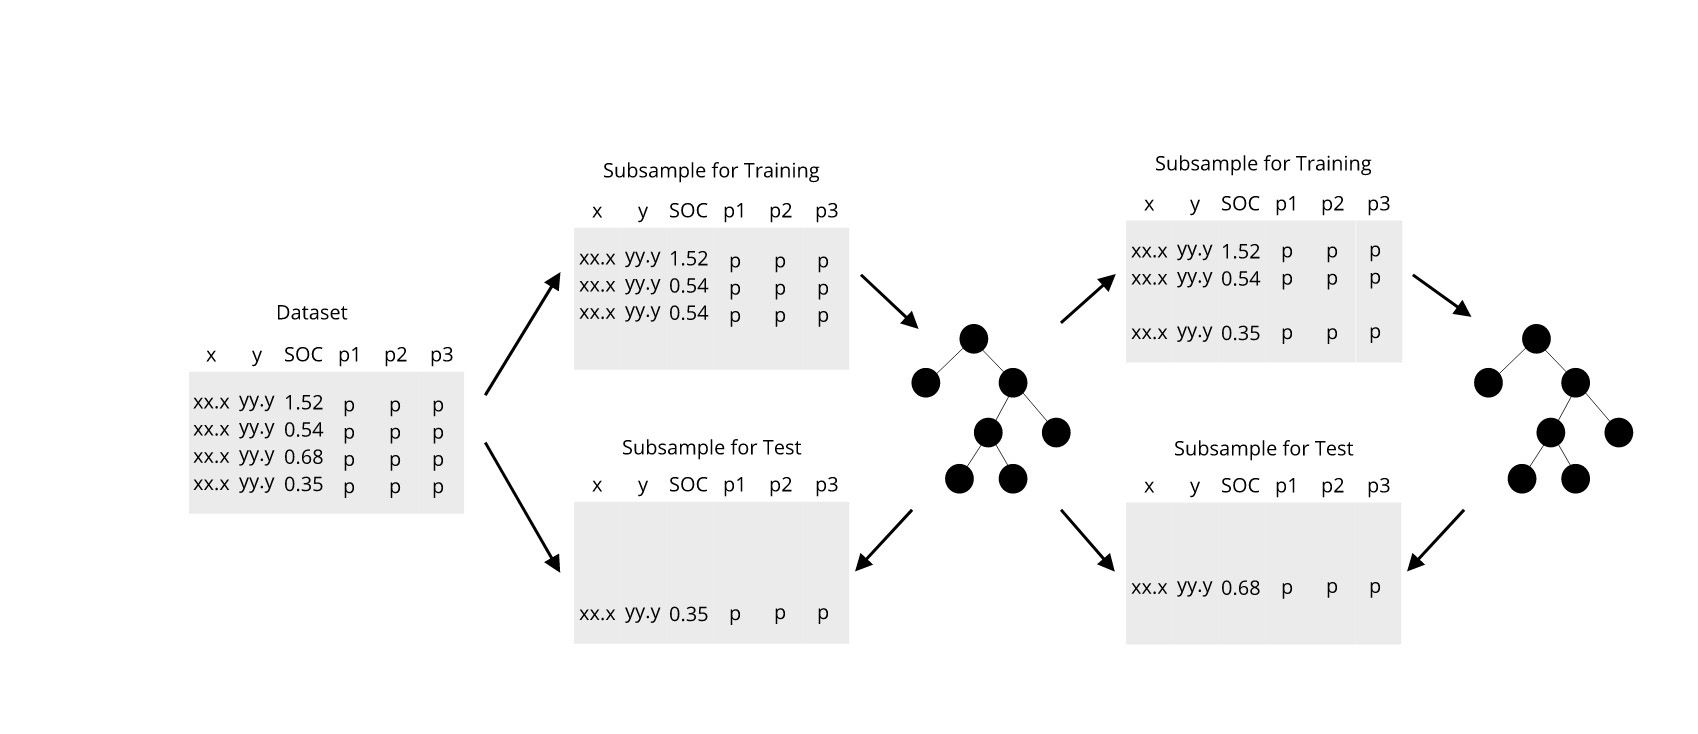 Dataset
x y SOC p1 p2 p3
xx.x yy.y 1.52 p p p
xx.x yy.y 0.54 p p p
xx.x yy.y 0.68 p p p
xx.x yy.y 0.35 p p p
Subsample for Training
x y SOC p1 p2 p3
xx.x yy.y 1.52 p p p
xx.x yy.y 0.54 p p p
xx.x yy.y 0.54 p p p
Subsample for Test
x y SOC p1 p2 p3
xx.x yy.y 0.35 p p p
Subsample for Training
x y SOC p1 p2 p3
xx.x yy.y 1.52 p p p
xx.x yy.y 0.54 p p p
xx.x yy.y 0.35 p p p
Subsample for Test
x y SOC p1 p2 p3
xx.x yy.y 0.68 p p p